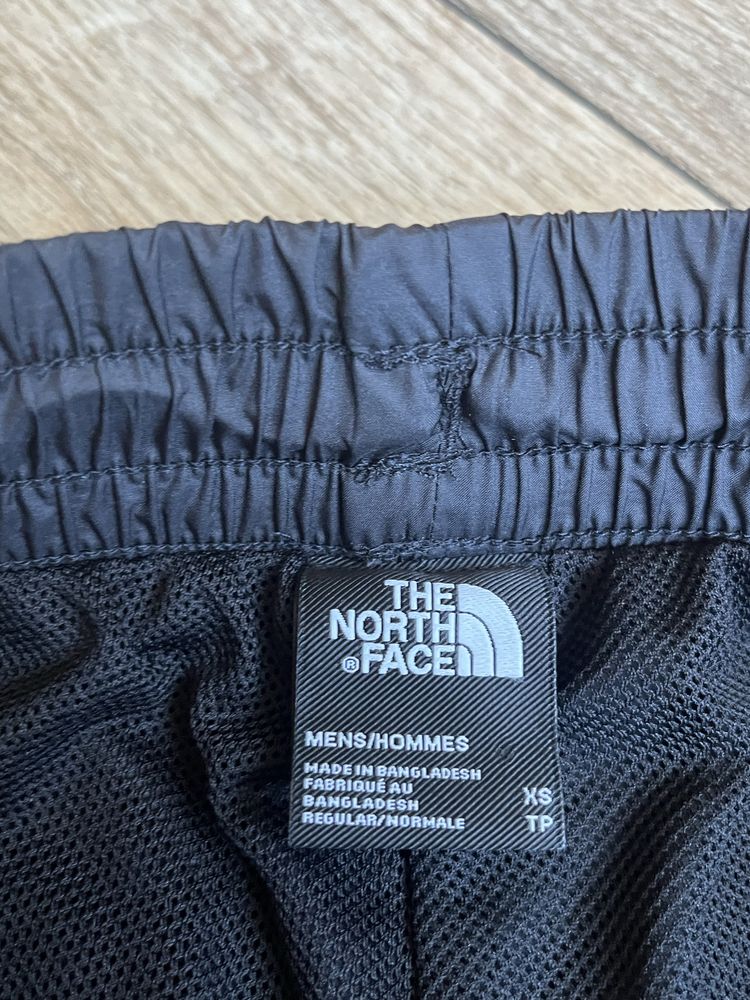 THE
NORTH
® FACE
MENS/HOMMES
MADE IN BANGLADESH
FABRIQUÉ AU
BANGLADESH
REGULAR/NORMALE
XS
TP